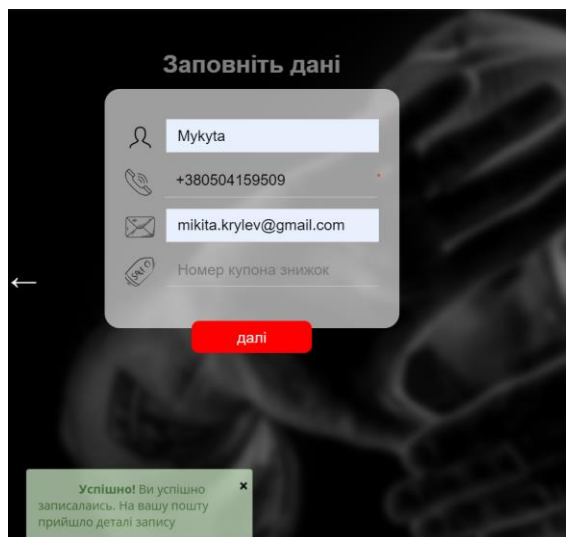 Заповніть дані
Mykyta
+380504159509
mikita.krylev@gmail.com
Номер купона знижок
далі
Успішно! Ви успішно
записалаись. На вашу пошту
прийшло деталі запису